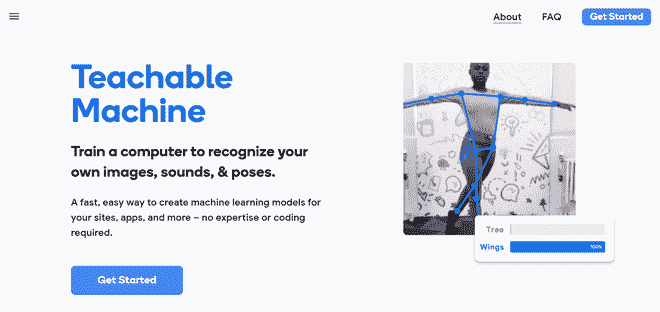 About FAQ Get Started
Teachable
Machine
Train a computer to recognize your
own images, sounds, & poses.
A fast, easy way to create machine learning models for
your sites, apps, and more – no expertise or coding
required.
Get Started
Tree
Wings 100%